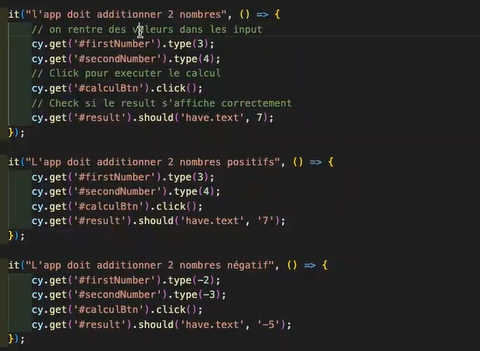 it("l'app doit additionner 2 nombres", () => {
// on rentre des valeurs dans les input
cy.get('#firstNumber').type(3);
cy.get('#secondNumber').type(4);
// Click pour executer le calcul
cy.get('#calculBtn').click();
// Check si le result s'affiche correctement
cy.get('#result').should('have.text', 7);
});
it("L'app doit additionner 2 nombres positifs", () => {
cy.get('#firstNumber').type(3);
cy.get('#secondNumber').type(4);
cy.get('#calculBtn').click();
cy.get('#result').should('have.text', '7');
});
it("L'app doit additionner 2 nombres négatif", () => {
cy.get('#firstNumber').type(-2);
cy.get('#secondNumber').type(-3);
cy.get('#calculBtn').click();
cy.get('#result').should('have.text', '-5');
});